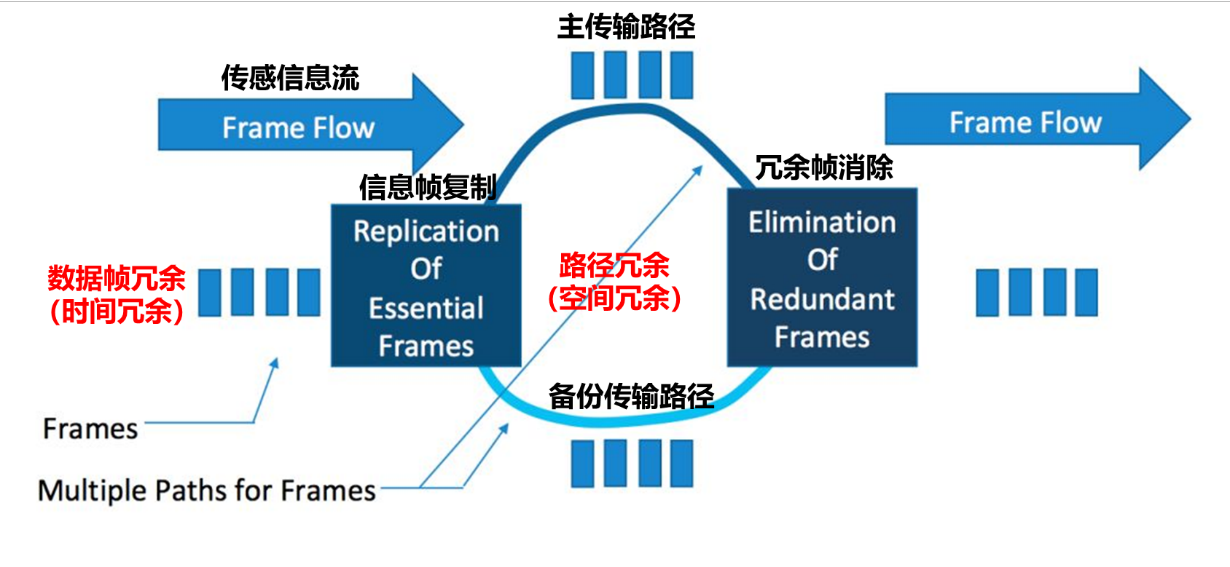 主传输路径
传感信息流
Frame Flow
Frame Flow
冗余帧消除
信息帧复制
Replication
Of
Essential
Frames
Elimination
Of
Redundant
Frames
数据帧冗余
（时间冗余）
路径冗余
（空间冗余）
备份传输路径
Frames
Multiple Paths for Frames